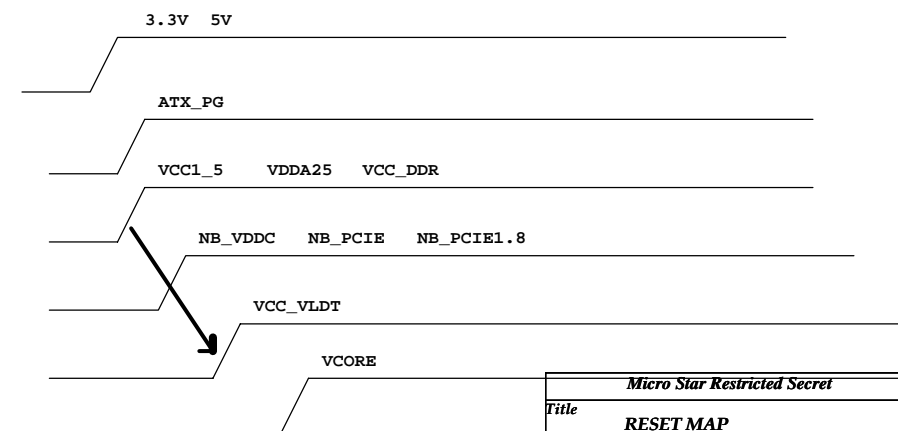 3.3V 5V
ATX_PG
VCC1_5 VDDA25 VCC_DDR
NB_VDDC NB_PCIE NB_PCIE1.8
VCC_VLDT
VCORE
Micro Star Restricted Secret
Title
RESET MAP